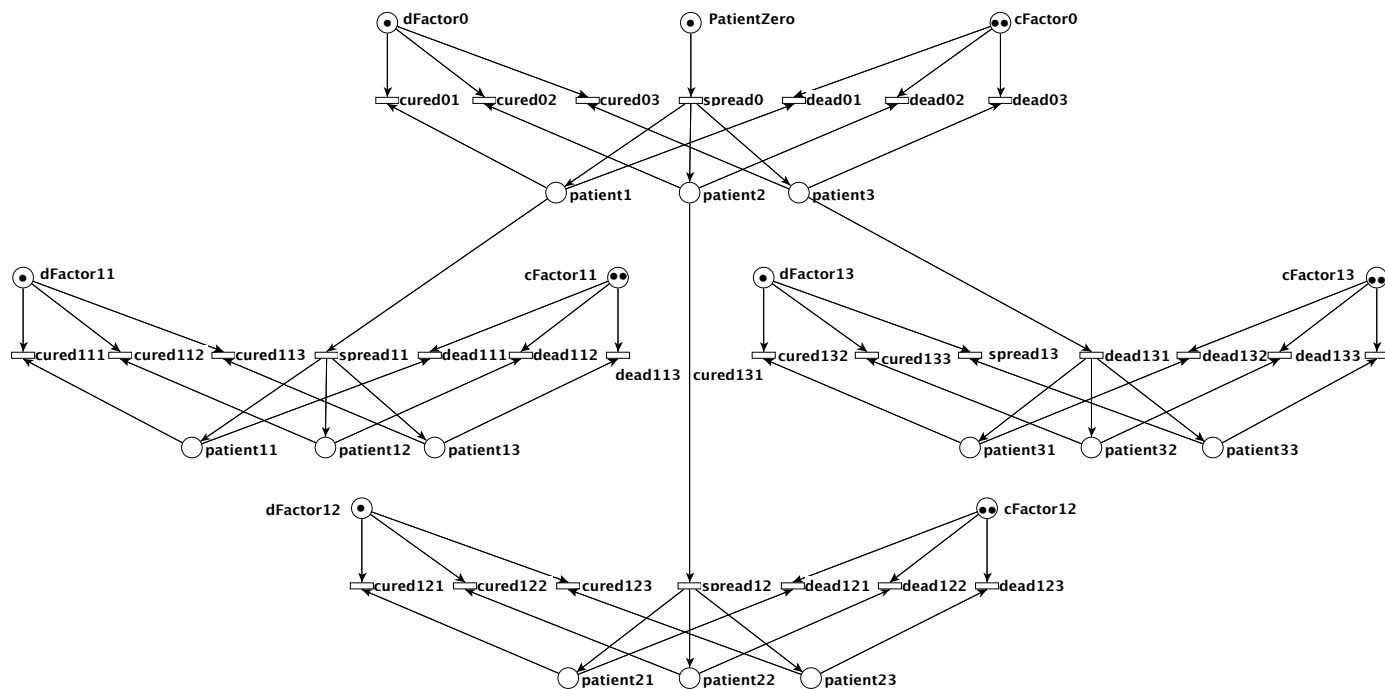 dFactor0 PatientZero cFactor0
cured01 cured02 cured03 spread0 dead01 dead02 dead03
patient1 patient2 patient3
dFactor11 cFactor11 dFactor13 cFactor13
cured111 cured112 cured113 spread11 dead111 dead112 cured132 cured133 spread13 dead131 dead132 dead133
dead113 cured131
patient11 patient12 patient13 patient31 patient32 patient33
dFactor12 cFactor12
cured121 cured122 cured123 spread12 dead121 dead122 dead123
patient21 patient22 patient23